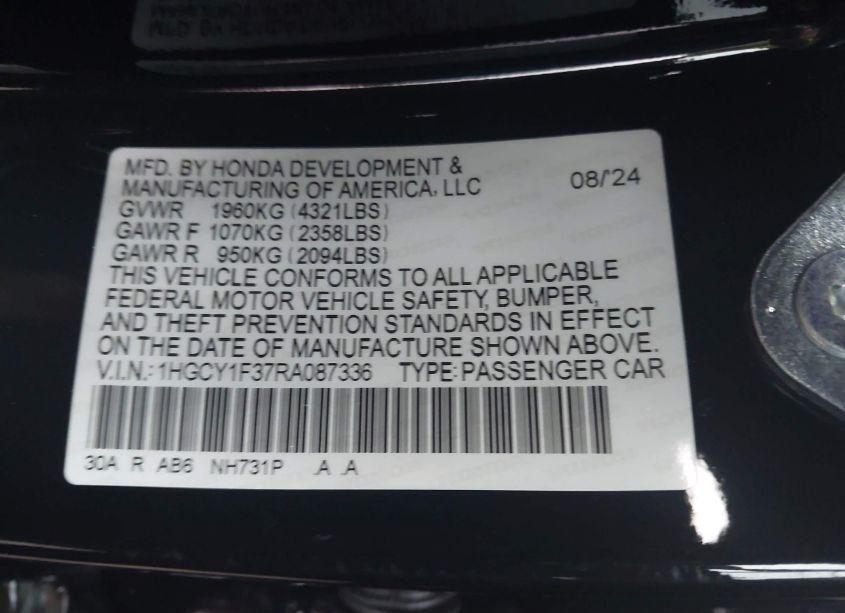 MFD. BY HONDA DEVELOPMENT &
MANUFACTURING OF AMERICA, LLC 08/'24
GVWR 1960KG (4321LBS)
GAWR F 1070KG (2358LBS)
GAWR R 950KG (2094LBS)
THIS VEHICLE CONFORMS TO ALL APPLICABLE
FEDERAL MOTOR VEHICLE SAFETY, BUMPER,
AND THEFT PREVENTION STANDARDS IN EFFECT
ON THE DATE OF MANUFACTURE SHOWN ABOVE.
V.I.N.: 1HGCY1F37RA087336 TYPE: PASSENGER CAR
30A R AB6 NH731P .A .A